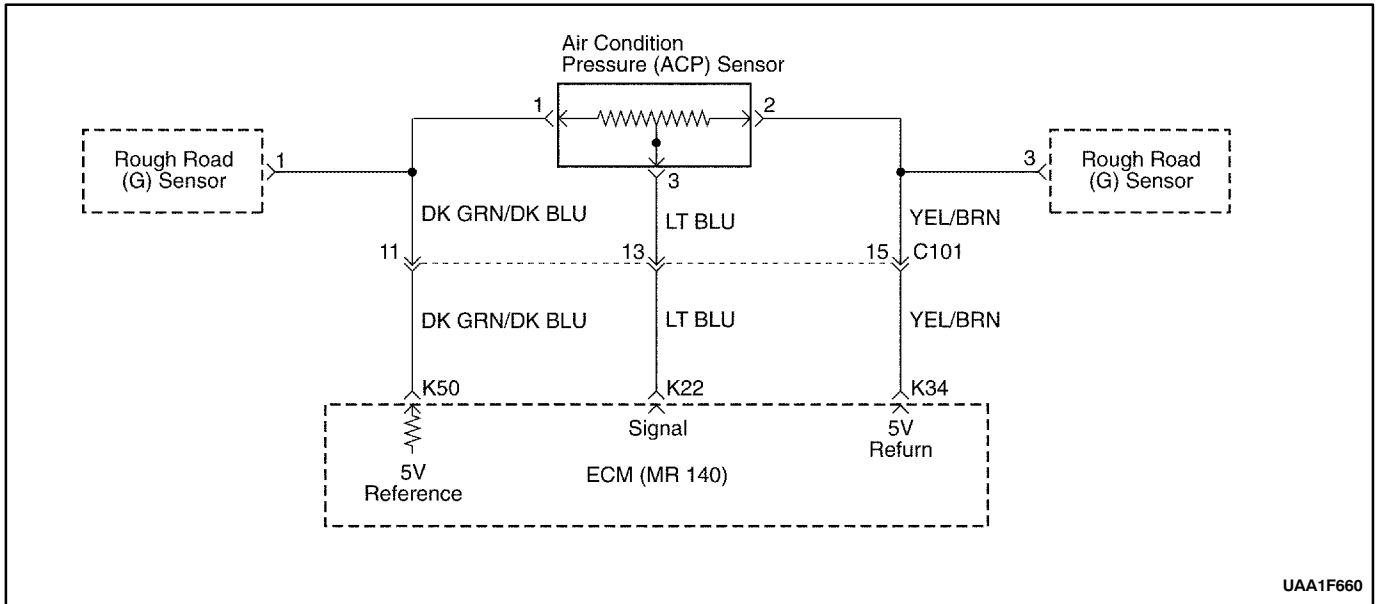 Air Condition
Pressure (ACP) Sensor
1
2
Rough Road
(G) Sensor
1
3
3
Rough Road
(G) Sensor
DK GRN/DK BLU
LT BLU
YEL/BRN
11
13
15
C101
DK GRN/DK BLU
LT BLU
YEL/BRN
K50
K22
K34
Signal
5V
Refurn
5V
Reference
ECM (MR 140)
UAA1F660